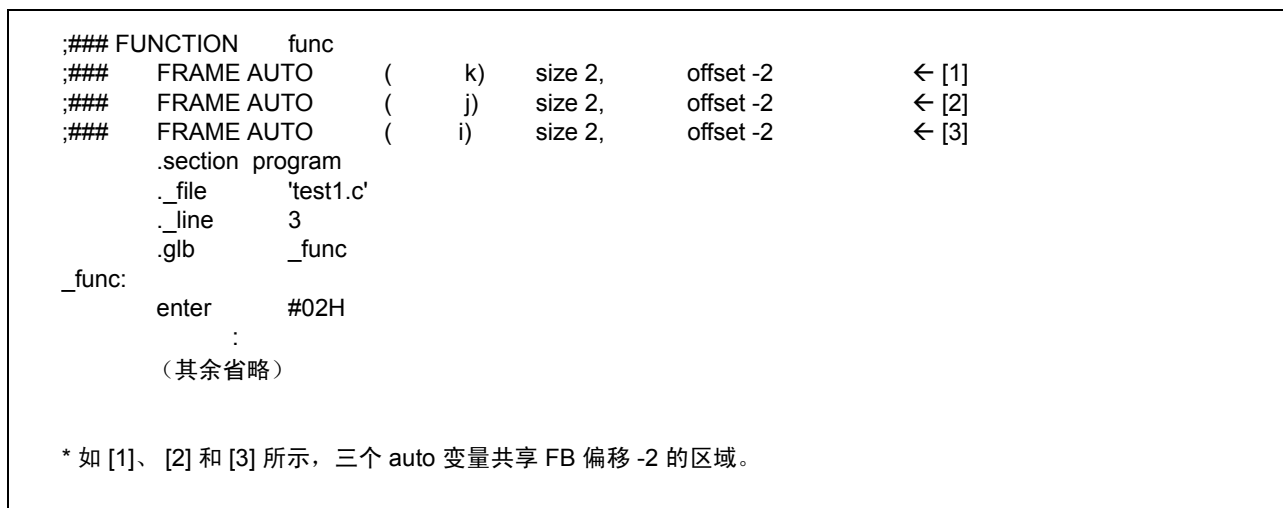 ;### FUNCTION func
;### FRAME AUTO ( k) size 2, offset -2 ← [1]
;### FRAME AUTO ( j) size 2, offset -2 ← [2]
;### FRAME AUTO ( i) size 2, offset -2 ← [3]
.section program
._file 'test1.c'
._line 3
.glb _func
_func:
enter #02H
:
（其余省略）
* 如 [1]、 [2] 和 [3] 所示，三个 auto 变量共享 FB 偏移 -2 的区域。